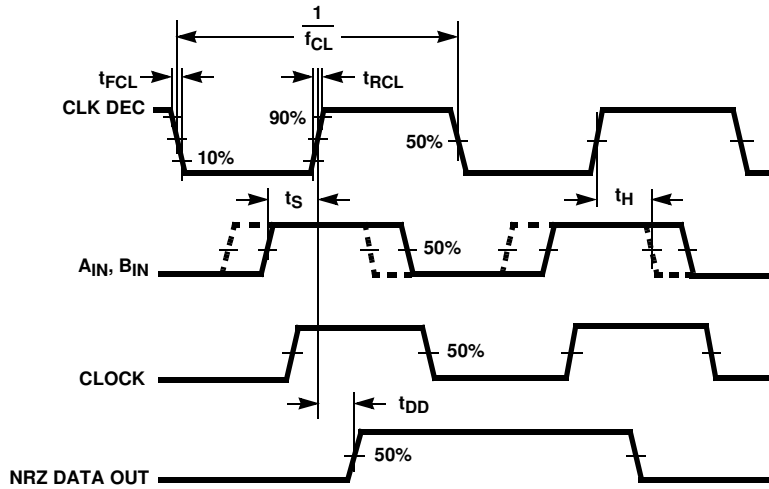 1
fCL
tFCL
tRCL
CLK DEC
90%
10%
50%
tS
tH
AIN, BIN
50%
CLOCK
50%
tDD
NRZ DATA OUT
50%